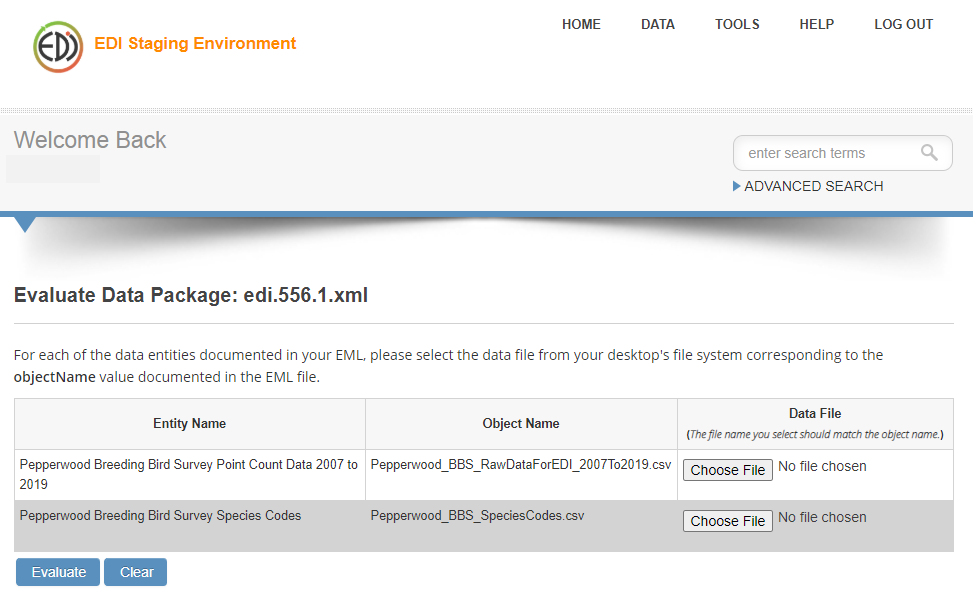 EDI
EDI Staging Environment
HOME DATA TOOLS HELP LOG OUT
Welcome Back
enter search terms
ADVANCED SEARCH
Evaluate Data Package: edi.556.1.xml
For each of the data entities documented in your EML, please select the data file from your desktop's file system corresponding to the
objectName value documented in the EML file.
Entity Name Object Name Data File
(The file name you select should match the object name.)
Pepperwood Breeding Bird Survey Point Count Data 2007 to Pepperwood_BBS_RawDataForEDI_2007To2019.csv Choose File No file chosen
2019
Pepperwood Breeding Bird Survey Species Codes Pepperwood_BBS_SpeciesCodes.csv Choose File No file chosen
Evaluate Clear